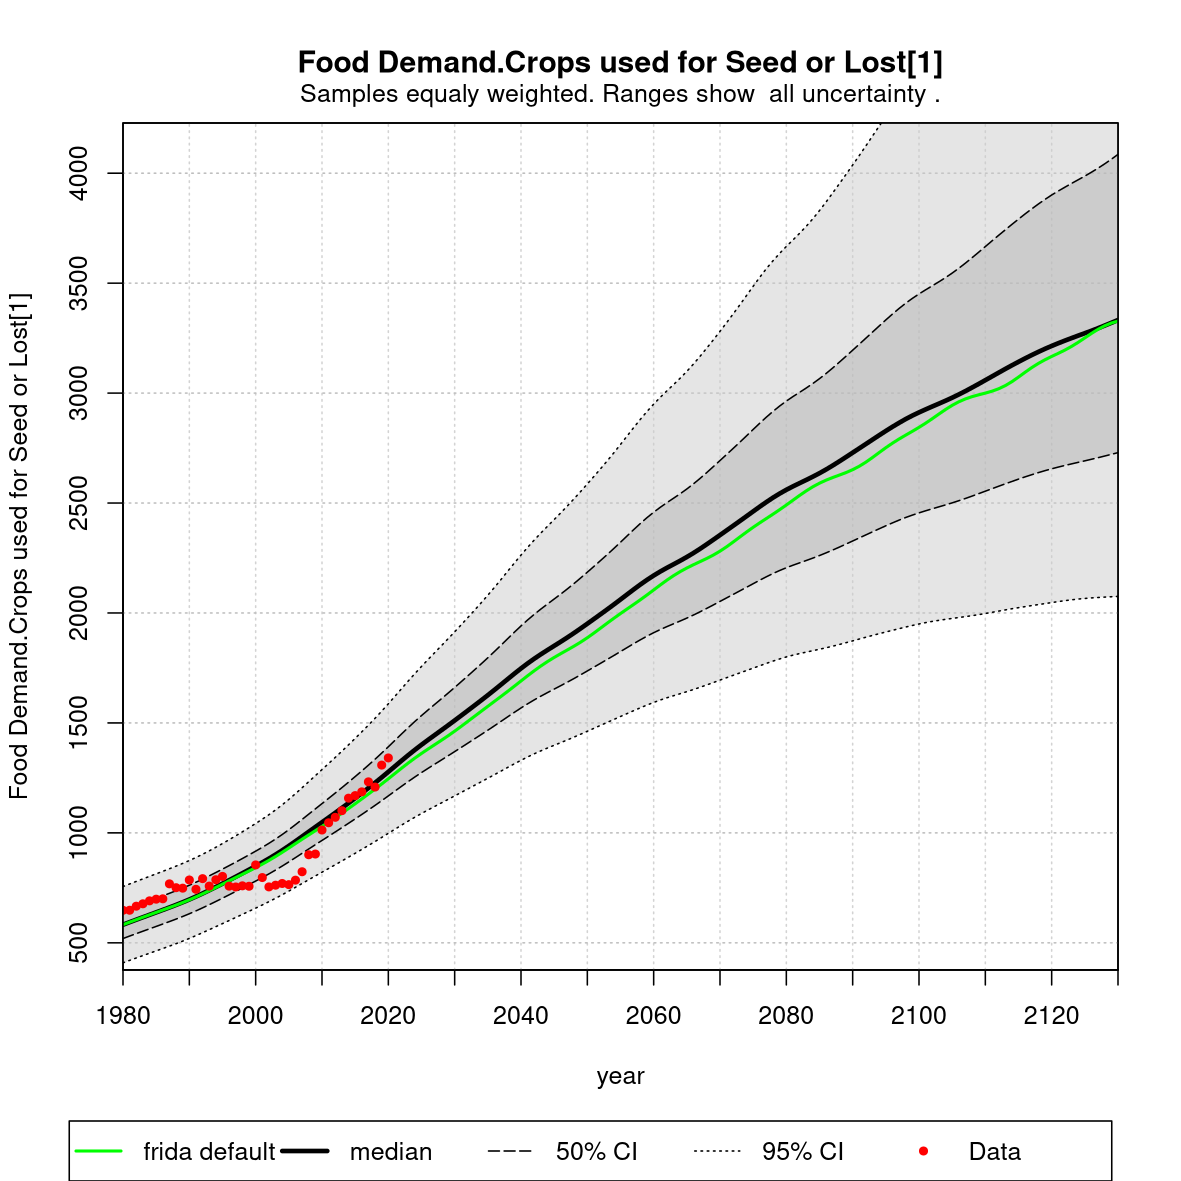 Food Demand.Crops used for Seed or Lost[1]
Samples equaly weighted. Ranges show  all uncertainty .
Food Demand.Crops used for Seed or Lost[1]
4000
3500
3000
2500
2000
1500
1000
500
1980 2000 2020 2040 2060 2080 2100 2120
year
frida default median 50% CI 95% CI Data